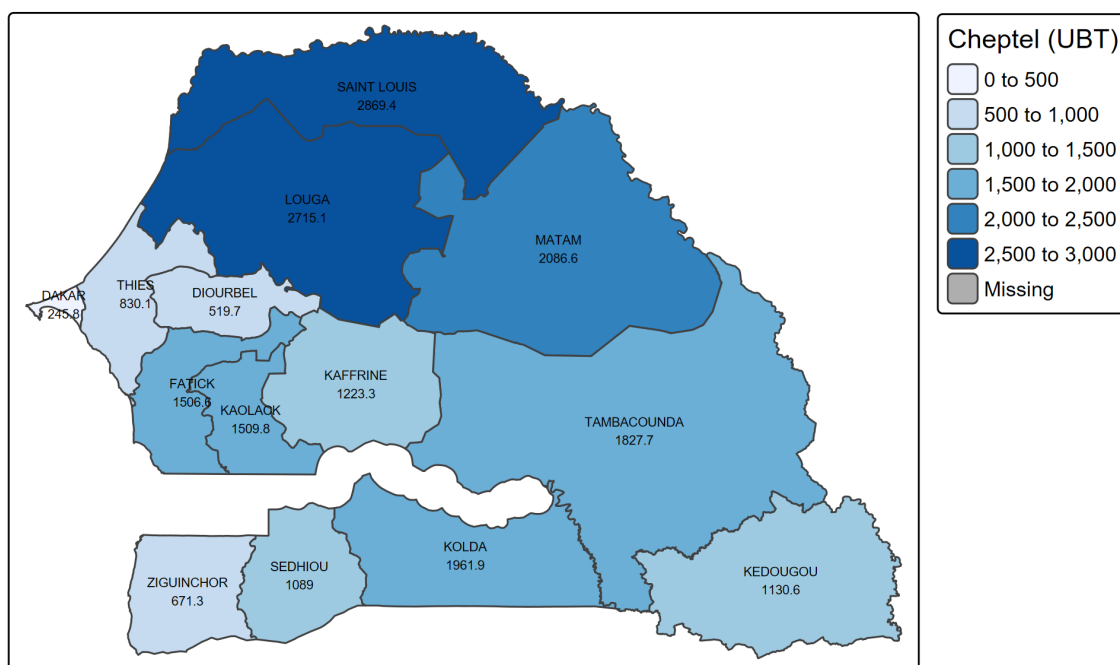 SAINT LOUIS
2869.4
LOUGA
2715.1
MATAM
2086.6
DAKAR
245.8
THIES
830.1
DIOURBEL
519.7
FATICK
1506.6
KAOLACK
1509.8
KAFFRINE
1223.3
TAMBACOUNDA
1827.7
ZIGUINCHOR
671.3
SEDHIOU
1089
KOLDA
1961.9
KEDOUGOU
1130.6
Cheptel (UBT)
0 to 500
500 to 1,000
1,000 to 1,500
1,500 to 2,000
2,000 to 2,500
2,500 to 3,000
Missing